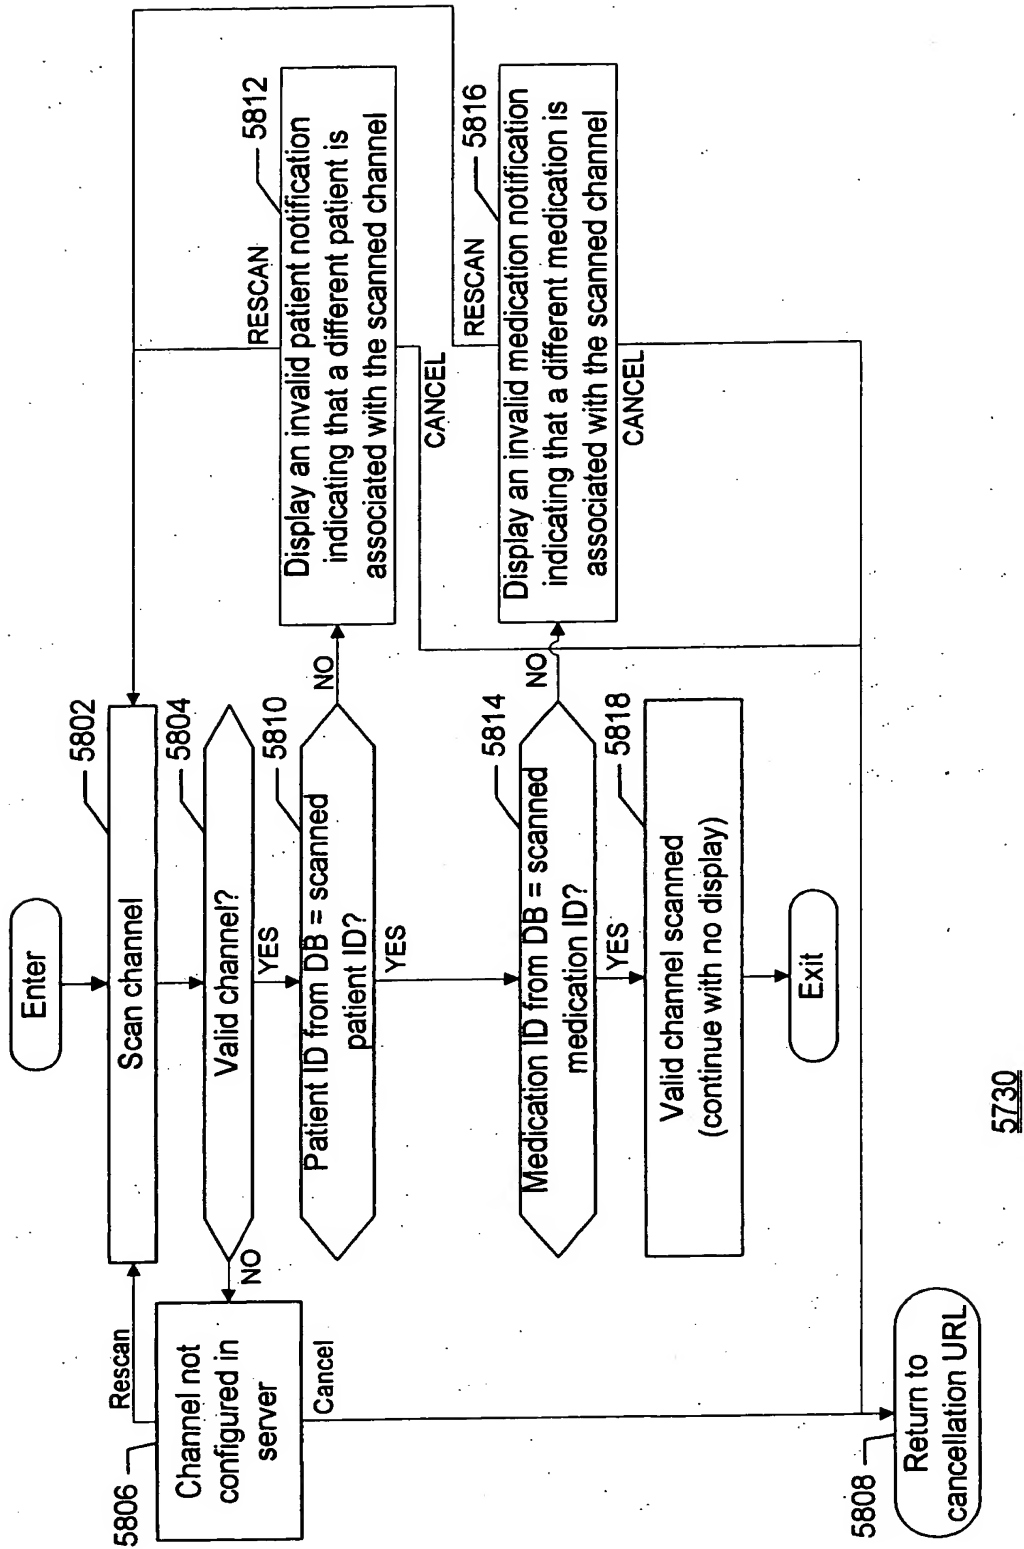 Enter
5802
Scan channel
5804
Valid channel?
YES
NO
Rescan
5806
Channel not
configured in
server
Cancel
5810
Patient ID from DB = scanned
patient ID?
YES
NO
RESCAN
5812
Display an invalid patient notification
indicating that a different patient is
associated with the scanned channel
CANCEL
5814
Medication ID from DB = scanned
medication ID?
YES
NO
RESCAN
5816
Display an invalid medication notification
indicating that a different medication is
associated with the scanned channel
CANCEL
5818
Valid channel scanned
(continue with no display)
Exit
5808
Return to
cancellation URL
5730